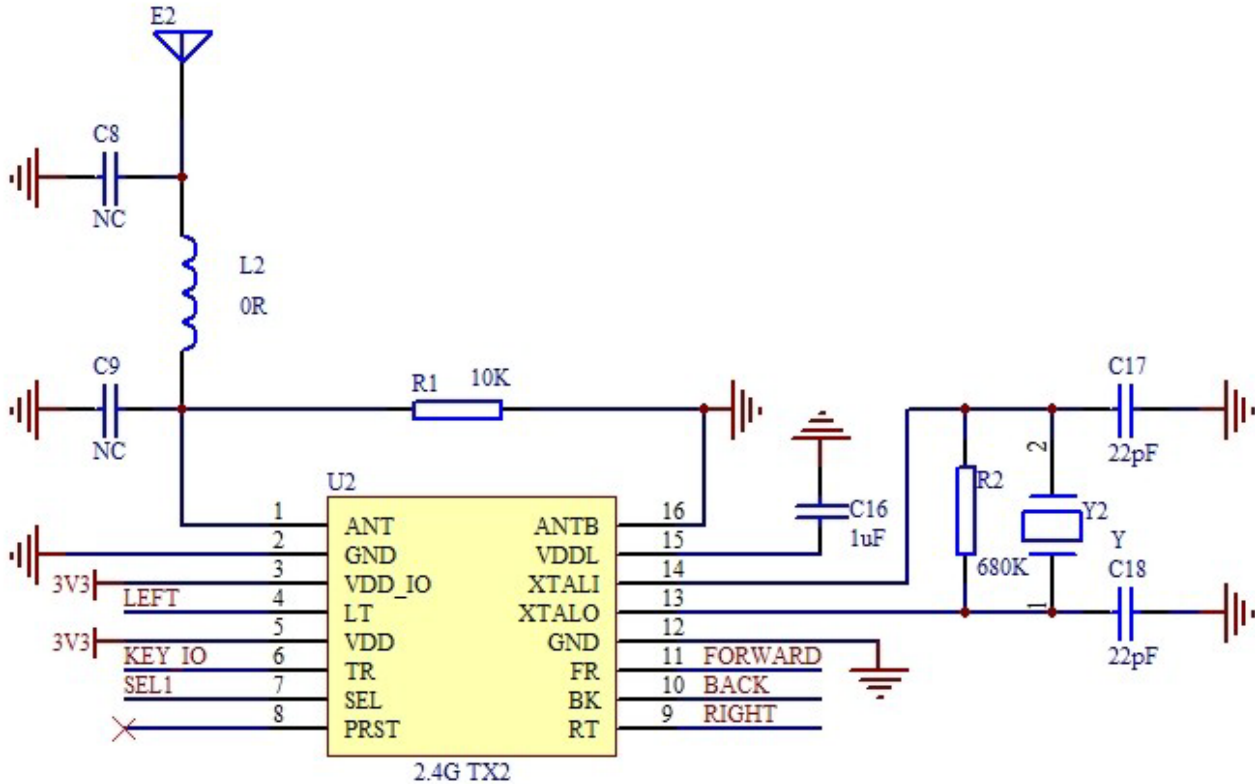 E2
C8
NC
L2
0R
C9
NC
R1 10K
C17
22pF
2
R2
680K
Y2
Y
1
C18
22pF
C16
1uF
U2
1 ANT ANTB 16
2 GND VDDL 15
3V3 3 VDD_IO XTALI 14
LEFT 4 LT XTALO 13
3V3 5 VDD GND 12
KEY IO 6 TR FR 11 FORWARD
SEL1 7 SEL BK 10 BACK
8 PRST RT 9 RIGHT
2.4G TX2